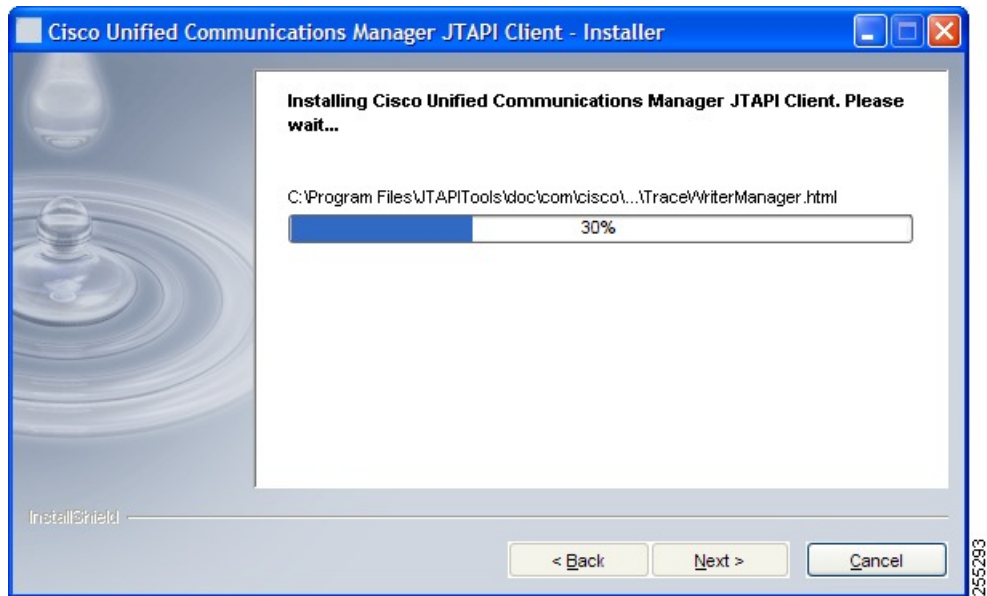 Cisco Unified Communications Manager JTAPI Client - Installer
Installing Cisco Unified Communications Manager JTAPI Client. Please
wait...
C:\Program Files\JTAPITools\doc\com\cisco\...\TraceWriterManager.html
30%
InstallShield
< Back
Next >
Cancel
255293